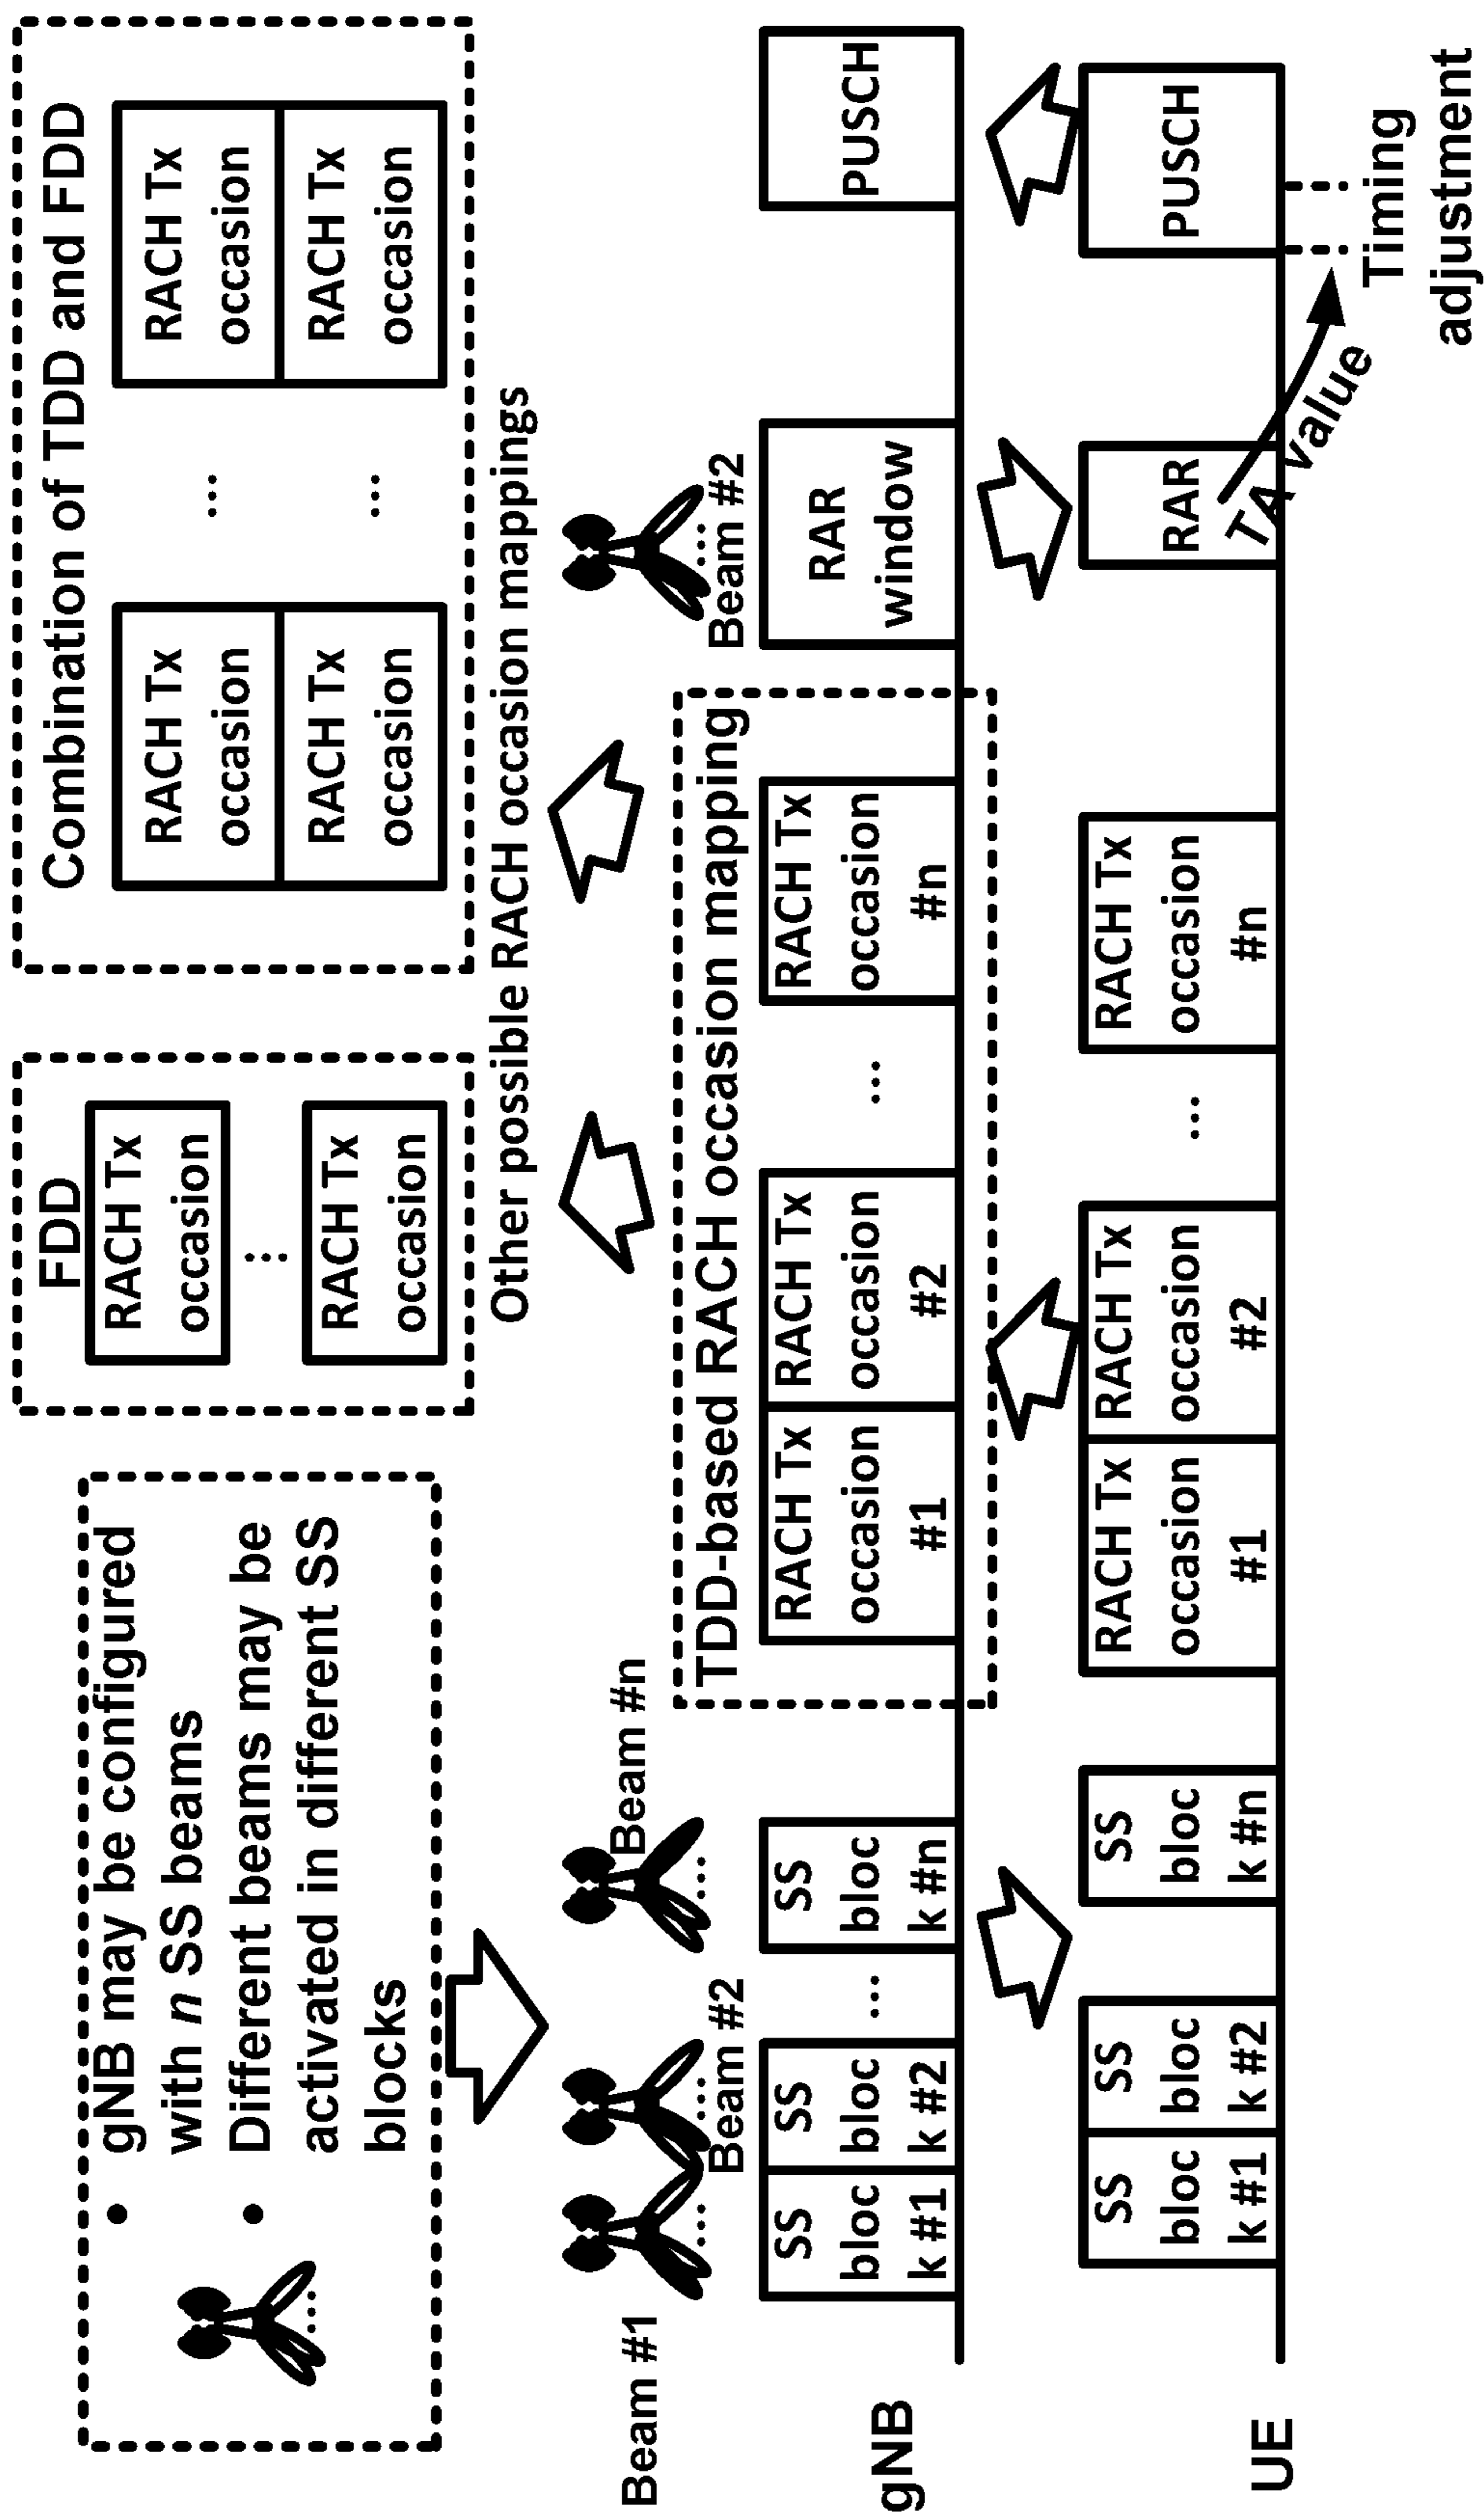 gNB may be configured
with n SS beams
Different beams may be
activated in different SS
blocks
FDD
RACH Tx
occasion
...
RACH Tx
occasion
Combination of TDD and FDD
RACH Tx
occasion
RACH Tx
occasion
...
...
RACH Tx
occasion
RACH Tx
occasion
Other possible RACH occasion mappings
Beam #1
...
Beam #2
...
Beam #n
...
Beam #2
...
TDD-based RACH occasion mapping
gNB
SS
bloc
k #1
SS
bloc
k #2
...
SS
bloc
k #n
RACH Tx
occasion
#1
RACH Tx
occasion
#2
...
RACH Tx
occasion
#n
RAR
window
PUSCH
UE
SS
bloc
k #1
SS
bloc
k #2
SS
bloc
k #n
RACH Tx
occasion
#1
RACH Tx
occasion
#2
...
RACH Tx
occasion
#n
RAR
TA Value
PUSCH
Timing
adjustment